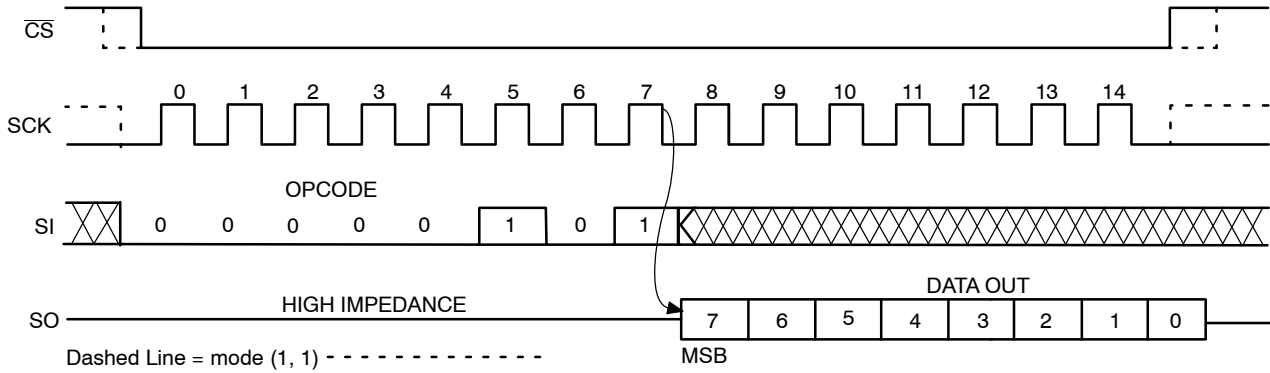 CS
0 1 2 3 4 5 6 7 8 9 10 11 12 13 14
SCK
OPCODE
SI 0 0 0 0 0 1 0 1
DATA OUT
HIGH IMPEDANCE
SO 7 6 5 4 3 2 1 0
Dashed Line = mode (1, 1) MSB